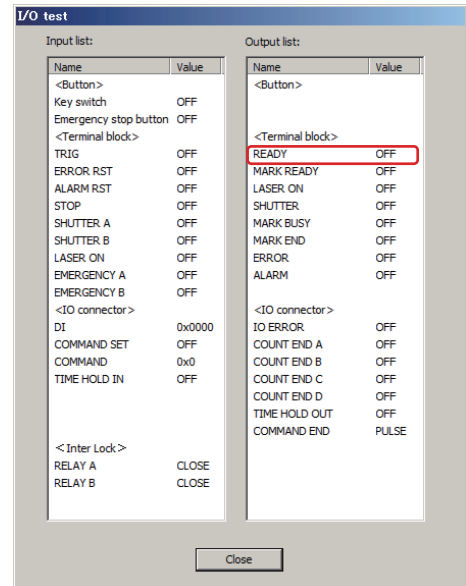 I/O test
Input list:
Name Value
<Button>
Key switch OFF
Emergency stop button OFF
<Terminal block>
TRIG OFF
ERROR RST OFF
ALARM RST OFF
STOP OFF
SHUTTER A OFF
SHUTTER B OFF
LASER ON OFF
EMERGENCY A OFF
EMERGENCY B OFF
<IO connector>
DI 0x0000
COMMAND SET OFF
COMMAND 0x0
TIME HOLD IN OFF
<Inter Lock>
RELAY A CLOSE
RELAY B CLOSE
Output list:
Name Value
<Button>
<Terminal block>
READY OFF
MARK READY OFF
LASER ON OFF
SHUTTER OFF
MARK BUSY OFF
MARK END OFF
ERROR OFF
ALARM OFF
<IO connector>
IO ERROR OFF
COUNT END A OFF
COUNT END B OFF
COUNT END C OFF
COUNT END D OFF
TIME HOLD OUT OFF
COMMAND END PULSE
Close